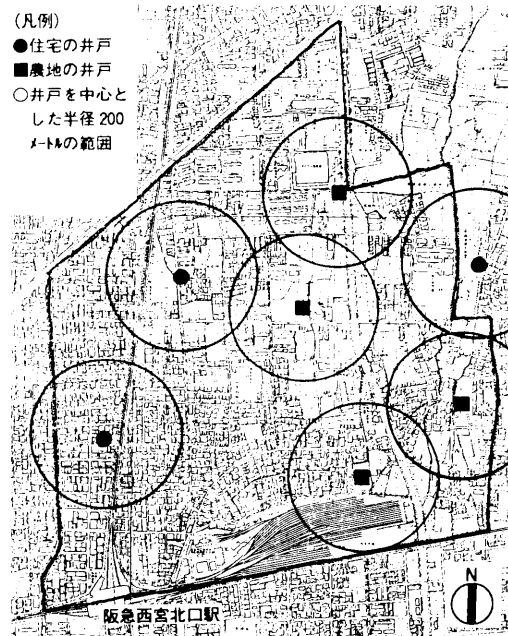 (凡例)
●住宅の井戸
■農地の井戸
○井戸を中心と
した半径200
メートルの範囲
N
阪急西宮北口駅